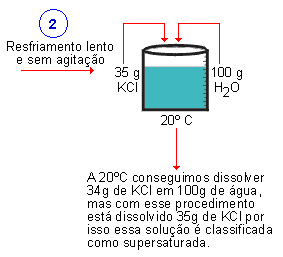 2
Resfriamento lento
e sem agitação
35 g
KCl
100 g
H2O
20º C
A 20ºC conseguimos dissolver
34g de KCl em 100g de água,
mas com esse procedimento
está dissolvido 35g de KCl por
isso essa solução é classificada
como supersaturada.